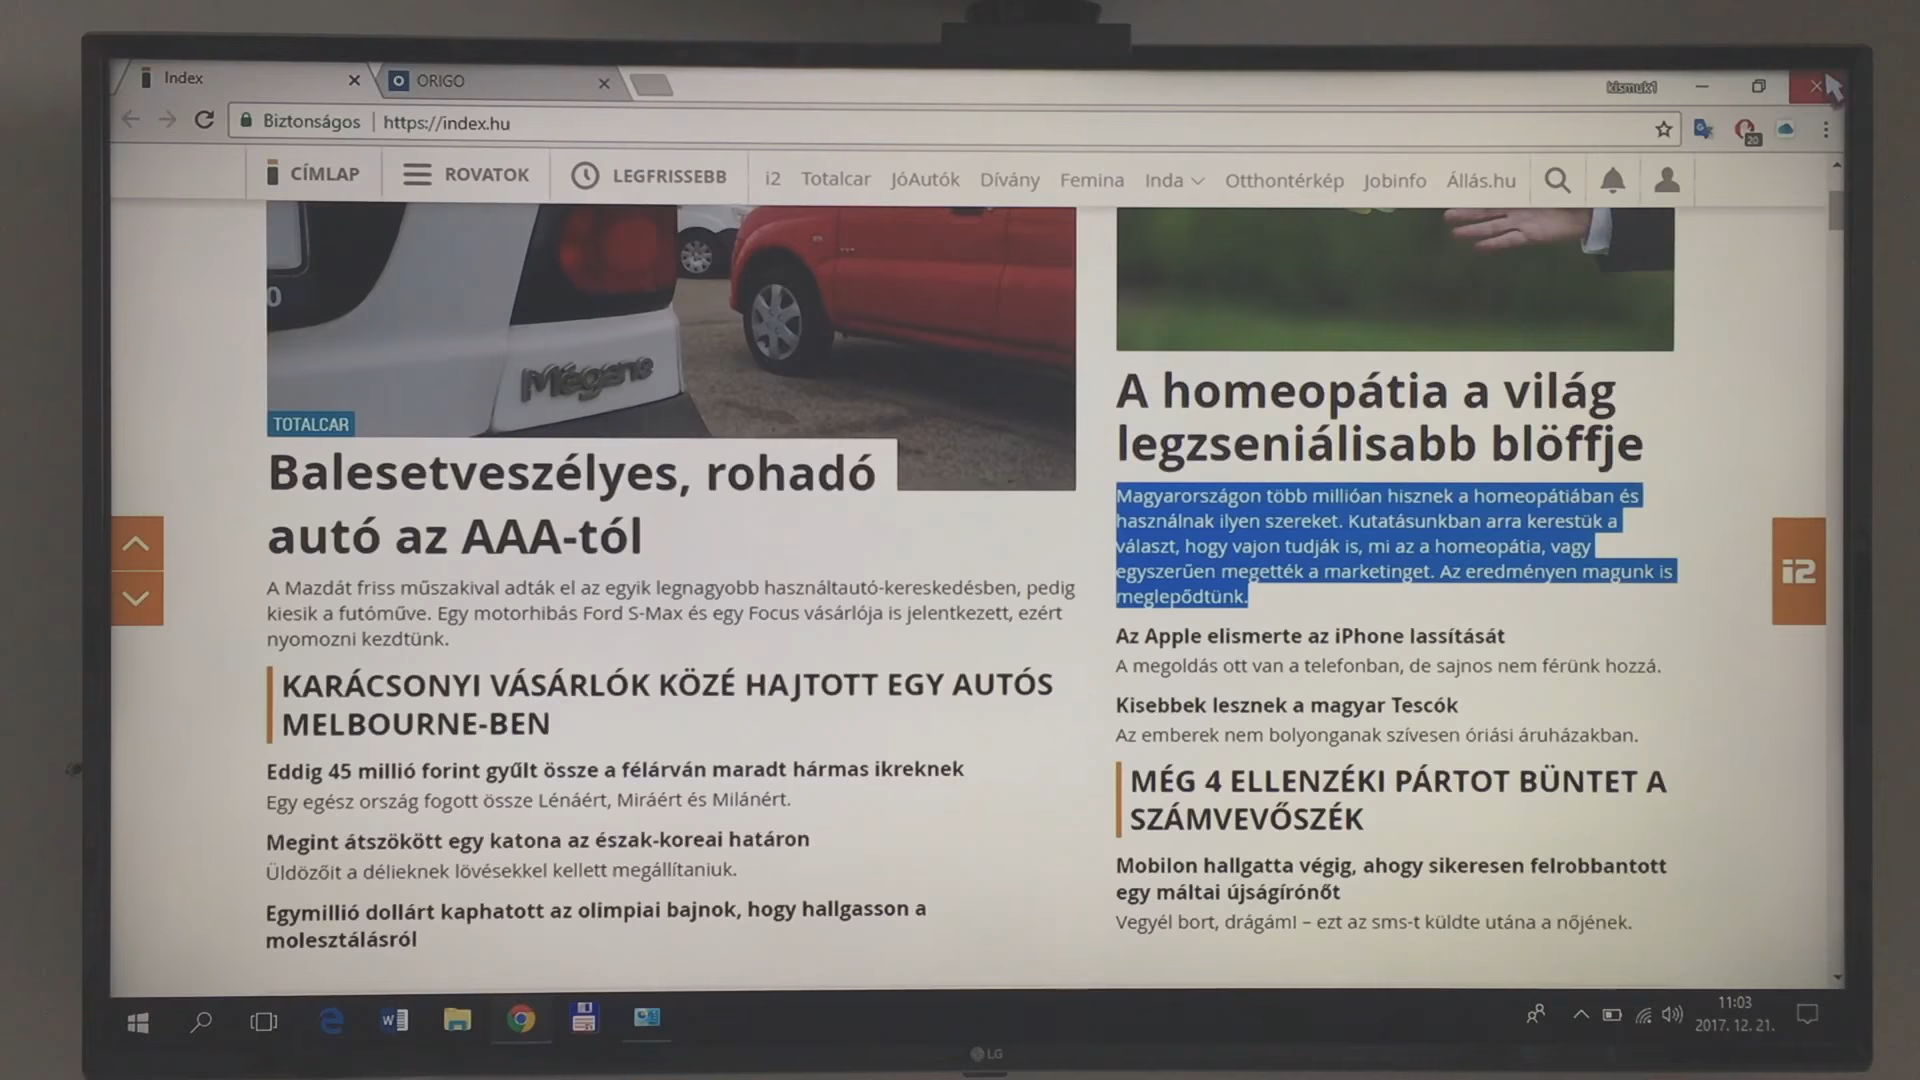 Index
ORIGO
kismuk1
Biztonságos
https://index.hu
20
CÍMLAP
ROVATOK
LEGFRISSEBB
i2
Totalcar
JóAutók
Dívány
Femina
Inda
Otthontérkép
Jobinfo
Állás.hu
Mégane
TOTALCAR
Balesetveszélyes, rohadó
autó az AAA-tól
A Mazdát friss műszakival adták el az egyik legnagyobb használtautó-kereskedésben, pedig
kiesik a futóműve. Egy motorhibás Ford S-Max és egy Focus vásárlója is jelentkezett, ezért
nyomozni kezdtünk.
KARÁCSONYI VÁSÁRLÓK KÖZÉ HAJTOTT EGY AUTÓS
MELBOURNE-BEN
Eddig 45 millió forint gyűlt össze a félárván maradt hármas ikreknek
Egy egész ország fogott össze Lénáért, Miráért és Milánért.
Megint átszökött egy katona az észak-koreai határon
Üldözőit a délieknek lövésekkel kellett megállítaniuk.
Egymillió dollárt kaphatott az olimpiai bajnok, hogy hallgasson a
molesztálásról
A homeopátia a világ
legzseniálisabb blöffje
Magyarországon több millióan hisznek a homeopátiában és
használnak ilyen szereket. Kutatásunkban arra kerestük a
választ, hogy vajon tudják is, mi az a homeopátia, vagy
egyszerűen megették a marketinget. Az eredményen magunk is
meglepődtünk.
Az Apple elismerte az iPhone lassítását
A megoldás ott van a telefonban, de sajnos nem férünk hozzá.
Kisebbek lesznek a magyar Tescók
Az emberek nem bolyonganak szívesen óriási áruházakban.
MÉG 4 ELLENZÉKI PÁRTOT BÜNTET A
SZÁMVEVŐSZÉK
Mobilon hallgatta végig, ahogy sikeresen felrobbantott
egy máltai újságírónőt
Vegyél bort, drágám! – ezt az sms-t küldte utána a nőjének.
i2
11:03
2017. 12. 21.
LG